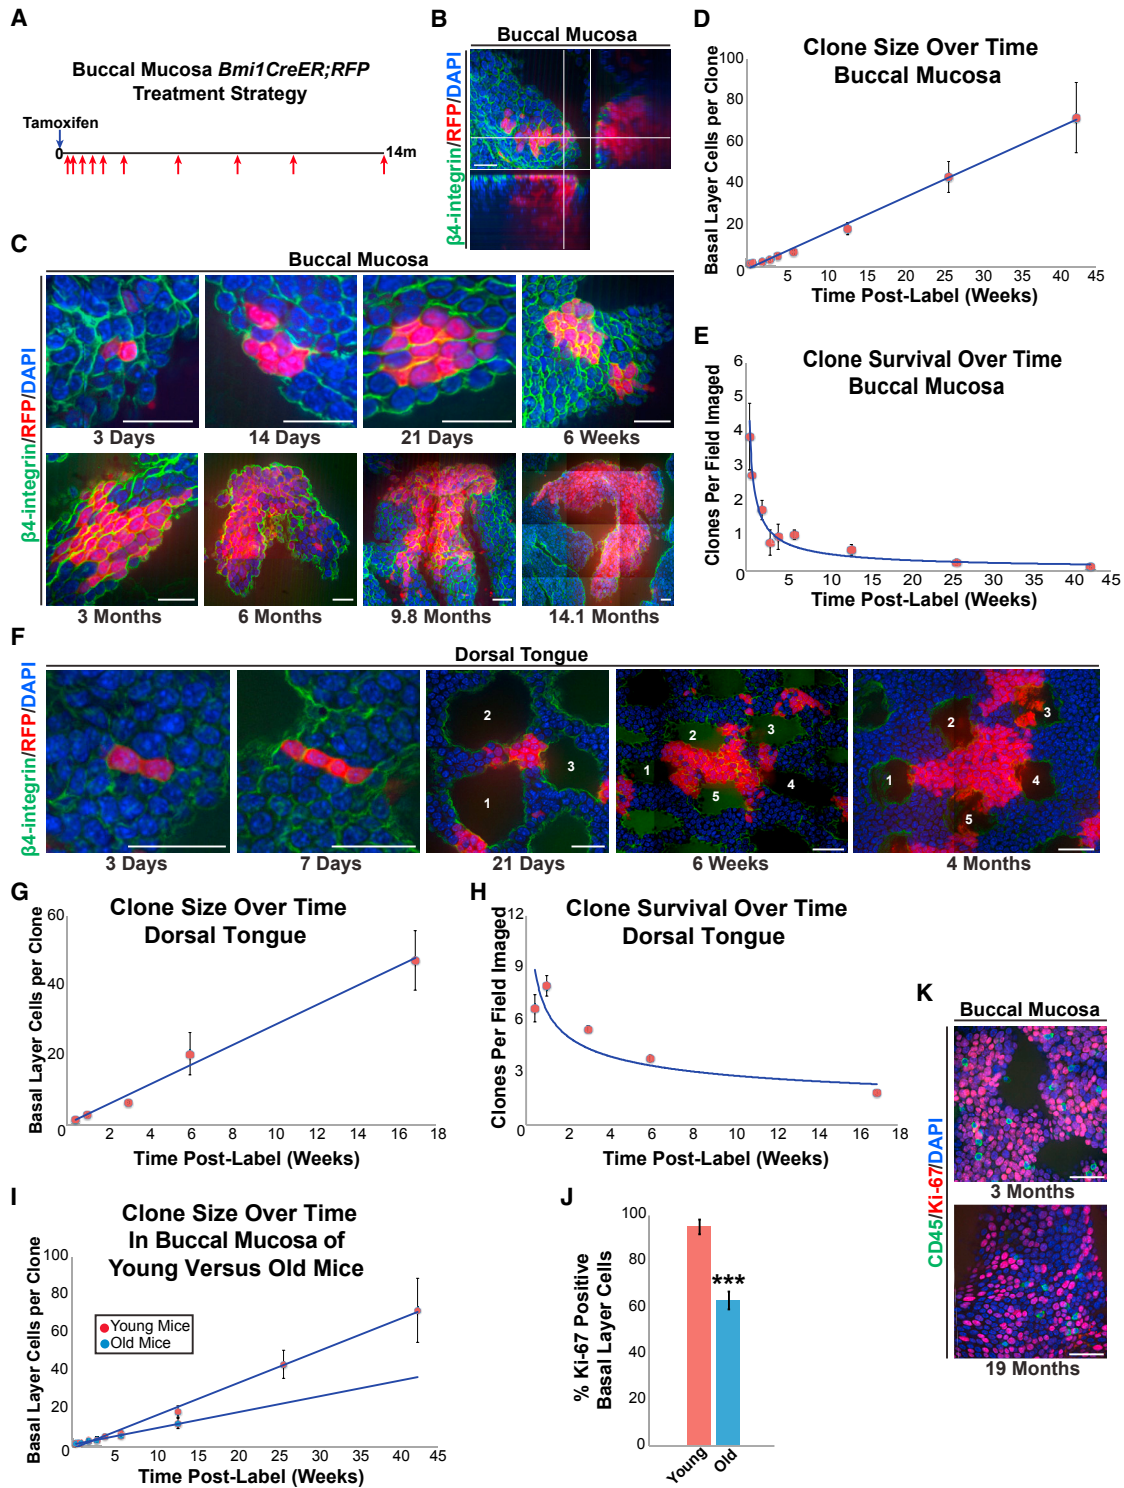 A
Buccal Mucosa Bmi1CreER;RFP
Treatment Strategy
Tamoxifen
0
14m
B
Buccal Mucosa
β4-integrin/RFP/DAPI
C
Buccal Mucosa
β4-integrin/RFP/DAPI
3 Days
14 Days
21 Days
6 Weeks
3 Months
6 Months
9.8 Months
14.1 Months
D
Clone Size Over Time
Buccal Mucosa
Basal Layer Cells per Clone
100
80
60
40
20
0
5 10 15 20 25 30 35 40 45
Time Post-Label (Weeks)
E
Clone Survival Over Time
Buccal Mucosa
Clones Per Field Imaged
6
5
4
3
2
1
0
5 10 15 20 25 30 35 40 45
Time Post-Label (Weeks)
F
Dorsal Tongue
β4-integrin/RFP/DAPI
3 Days
7 Days
2
3
1
21 Days
2
3
1
4
5
6 Weeks
2
3
1
4
5
4 Months
G
Clone Size Over Time
Dorsal Tongue
Basal Layer Cells per Clone
60
40
20
0
0 2 4 6 8 10 12 14 16 18
Time Post-Label (Weeks)
H
Clone Survival Over Time
Dorsal Tongue
Clones Per Field Imaged
12
9
6
3
0
0 2 4 6 8 10 12 14 16 18
Time Post-Label (Weeks)
I
Clone Size Over Time
In Buccal Mucosa of
Young Versus Old Mice
Basal Layer Cells per Clone
100
80
60
40
20
0
Young Mice
Old Mice
5 10 15 20 25 30 35 40 45
Time Post-Label (Weeks)
J
% Ki-67 Positive
Basal Layer Cells
100
80
60
40
20
0
***
Young
Old
K
Buccal Mucosa
CD45/Ki-67/DAPI
3 Months
19 Months